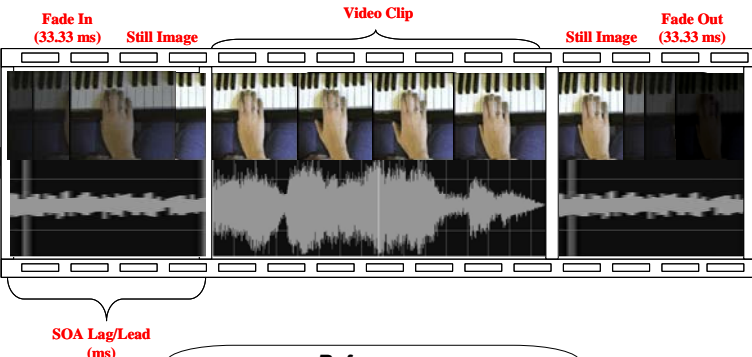 Video Clip
Fade In
(33.33 ms)
Still Image
Still Image
Fade Out
(33.33 ms)
SOA Lag/Lead
(ms)